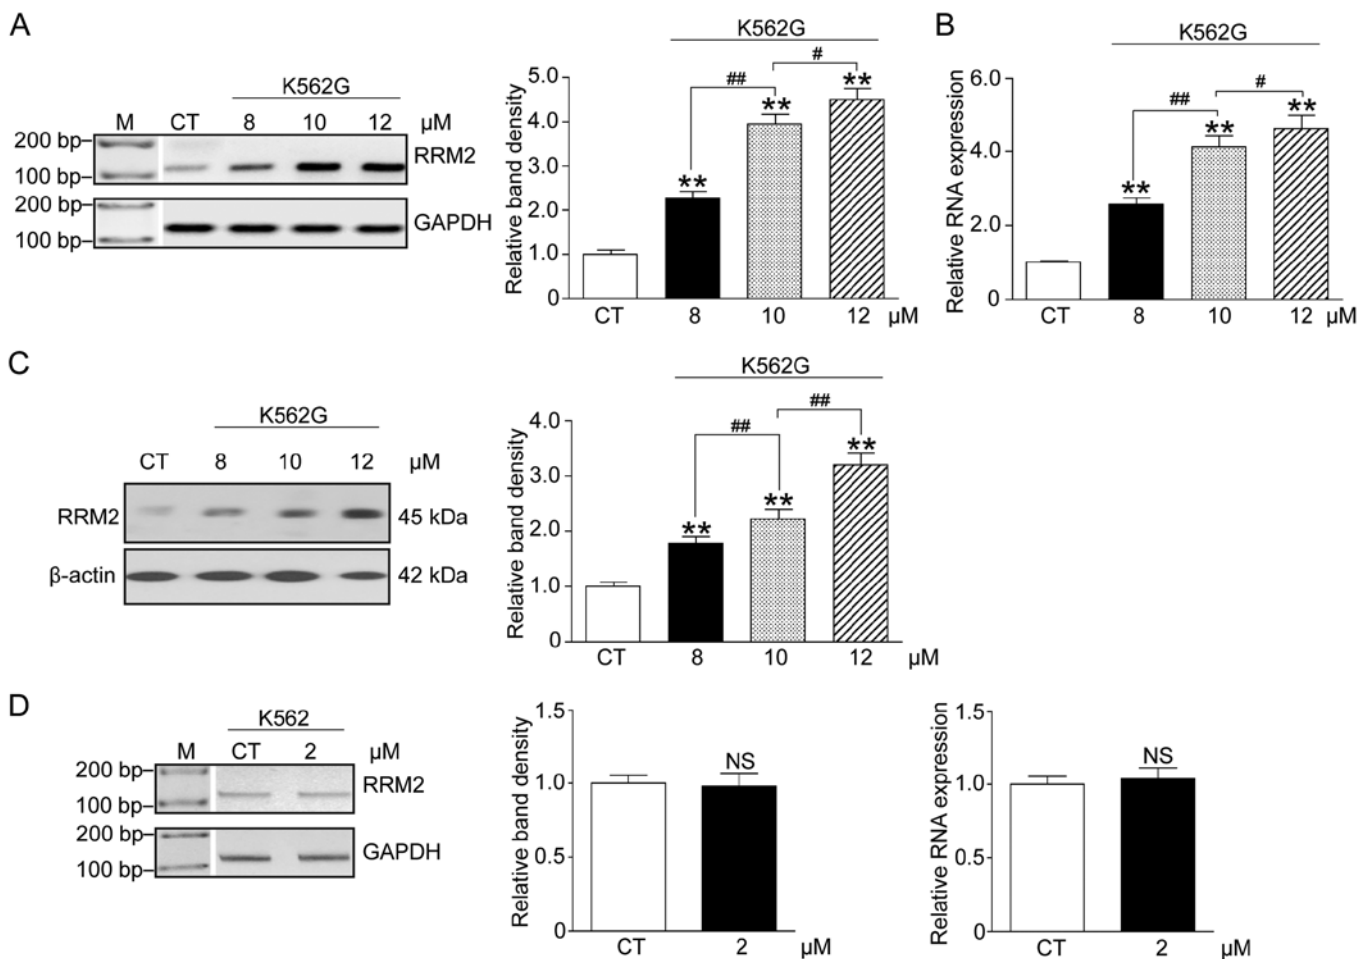 A
K562G
M CT 8 10 12 µM
200 bp
100 bp
RRM2
200 bp
100 bp
GAPDH
K562G
Relative band density
5.0
4.0
3.0
2.0
1.0
0
**
**
**
##
#
CT 8 10 12 µM
B
K562G
Relative RNA expression
6.0
4.0
2.0
0
**
**
**
##
#
CT 8 10 12 µM
C
K562G
CT 8 10 12 µM
RRM2 45 kDa
β-actin 42 kDa
K562G
Relative band density
4.0
3.0
2.0
1.0
0
**
**
**
##
##
CT 8 10 12 µM
D
K562
M CT 2 µM
200 bp
100 bp
RRM2
200 bp
100 bp
GAPDH
Relative band density
1.5
1.0
0.5
0
NS
CT 2 µM
Relative RNA expression
1.5
1.0
0.5
0
NS
CT 2 µM